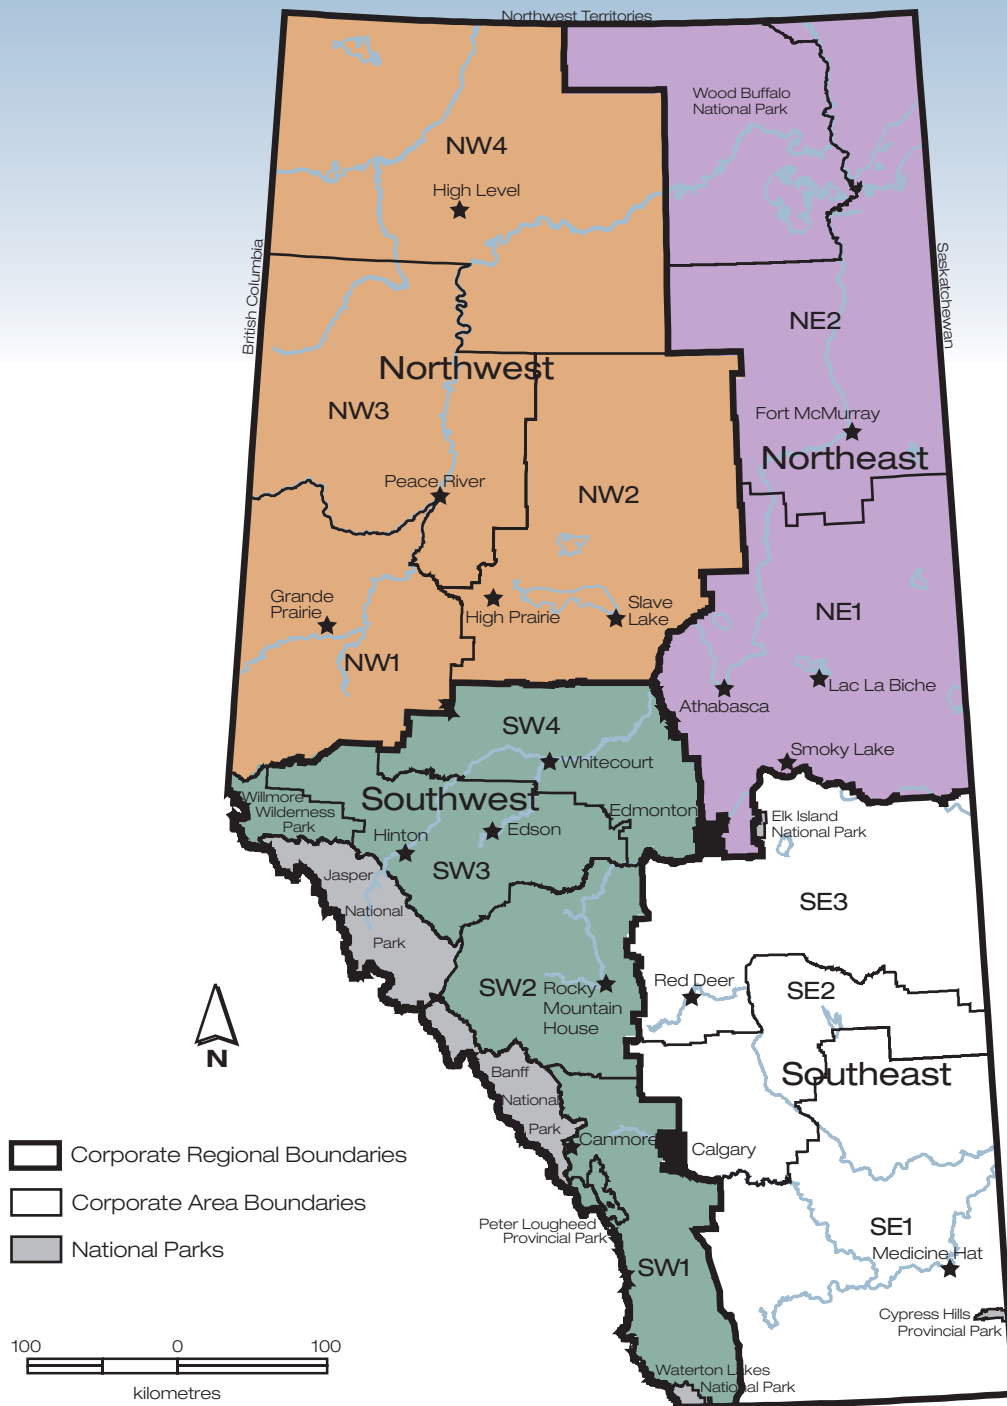 Northwest Territories
Wood Buffalo
National Park
NW4
High Level
British Columbia
Saskatchewan
NE2
Northwest
NW3
Fort McMurray
Northeast
Peace River
NW2
Grande
Prairie
High Prairie
Slave
Lake
NE1
NW1
Lac La Biche
Athabasca
SW4
Smoky Lake
Whitecourt
Willmore
Wilderness
Park
Southwest
Edmonton
Elk Island
National Park
Hinton
Edson
SW3
Jasper
National
Park
SE3
SW2
Rocky
Mountain
House
Red Deer
SE2
N
Banff
National
Park
Southeast
Canmore
Calgary
Corporate Regional Boundaries
Corporate Area Boundaries
National Parks
Peter Lougheed
Provincial Park
SE1
Medicine Hat
SW1
Cypress Hills
Provincial Park
100 0 100
kilometres
Waterton Lakes
National Park